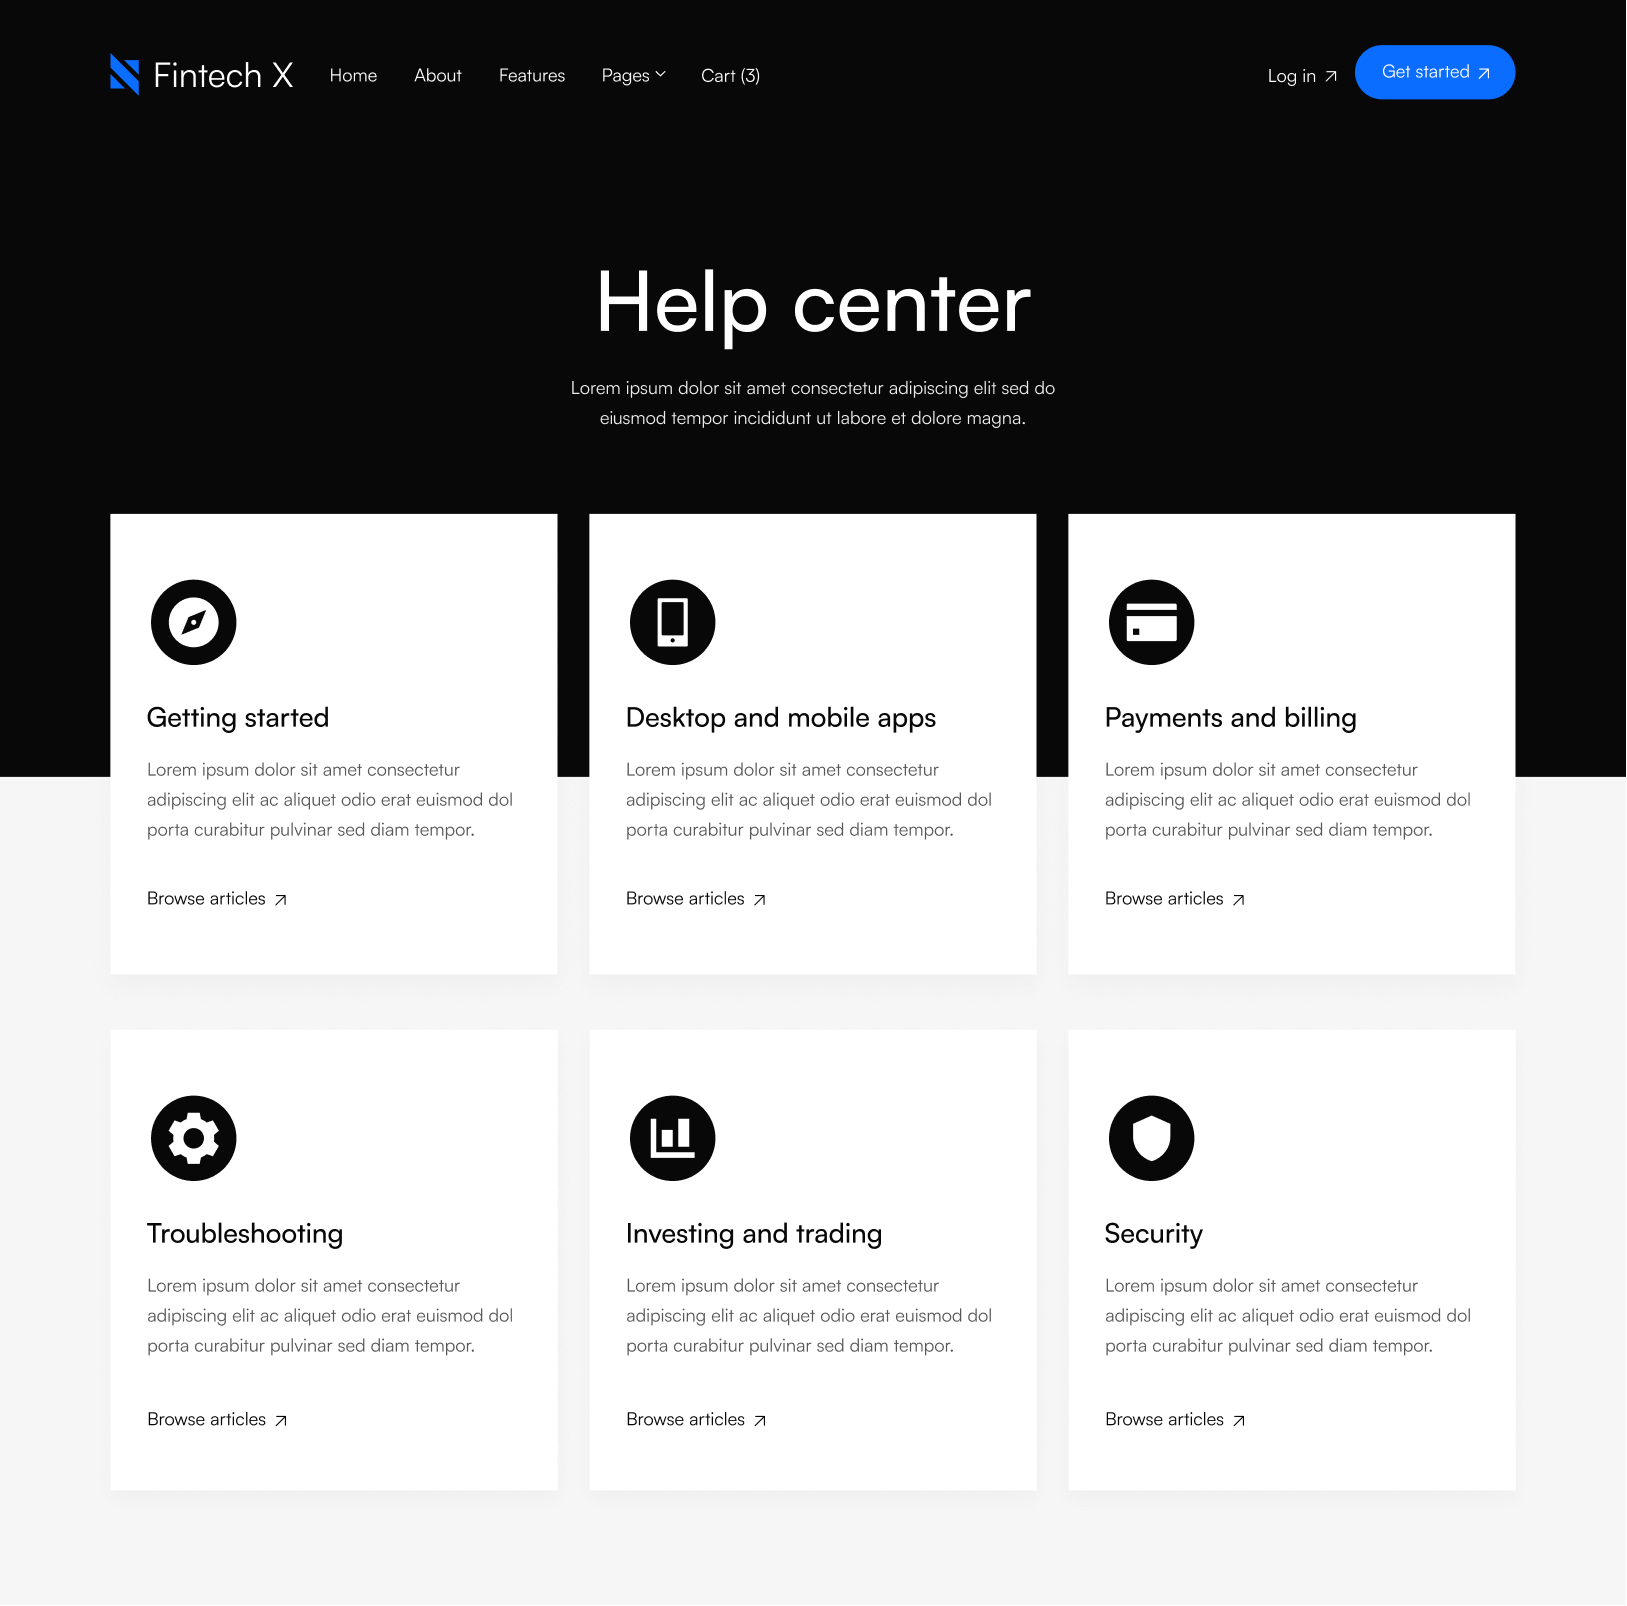 Fintech X Home About Features Pages Cart (3) Log in Get started
Help center
Lorem ipsum dolor sit amet consectetur adipiscing elit sed do
eiusmod tempor incididunt ut labore et dolore magna.
Getting started
Lorem ipsum dolor sit amet consectetur
adipiscing elit ac aliquet odio erat euismod dol
porta curabitur pulvinar sed diam tempor.
Browse articles
Desktop and mobile apps
Lorem ipsum dolor sit amet consectetur
adipiscing elit ac aliquet odio erat euismod dol
porta curabitur pulvinar sed diam tempor.
Browse articles
Payments and billing
Lorem ipsum dolor sit amet consectetur
adipiscing elit ac aliquet odio erat euismod dol
porta curabitur pulvinar sed diam tempor.
Browse articles
Troubleshooting
Lorem ipsum dolor sit amet consectetur
adipiscing elit ac aliquet odio erat euismod dol
porta curabitur pulvinar sed diam tempor.
Browse articles
Investing and trading
Lorem ipsum dolor sit amet consectetur
adipiscing elit ac aliquet odio erat euismod dol
porta curabitur pulvinar sed diam tempor.
Browse articles
Security
Lorem ipsum dolor sit amet consectetur
adipiscing elit ac aliquet odio erat euismod dol
porta curabitur pulvinar sed diam tempor.
Browse articles